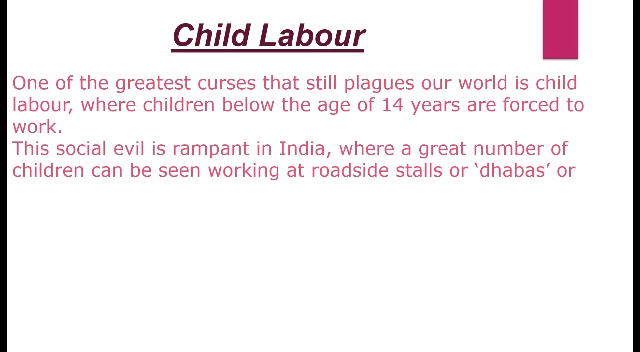 Child Labour
One of the greatest curses that still plagues our world is child
labour, where children below the age of 14 years are forced to
work.
This social evil is rampant in India, where a great number of
children can be seen working at roadside stalls or ‘dhabas’ or